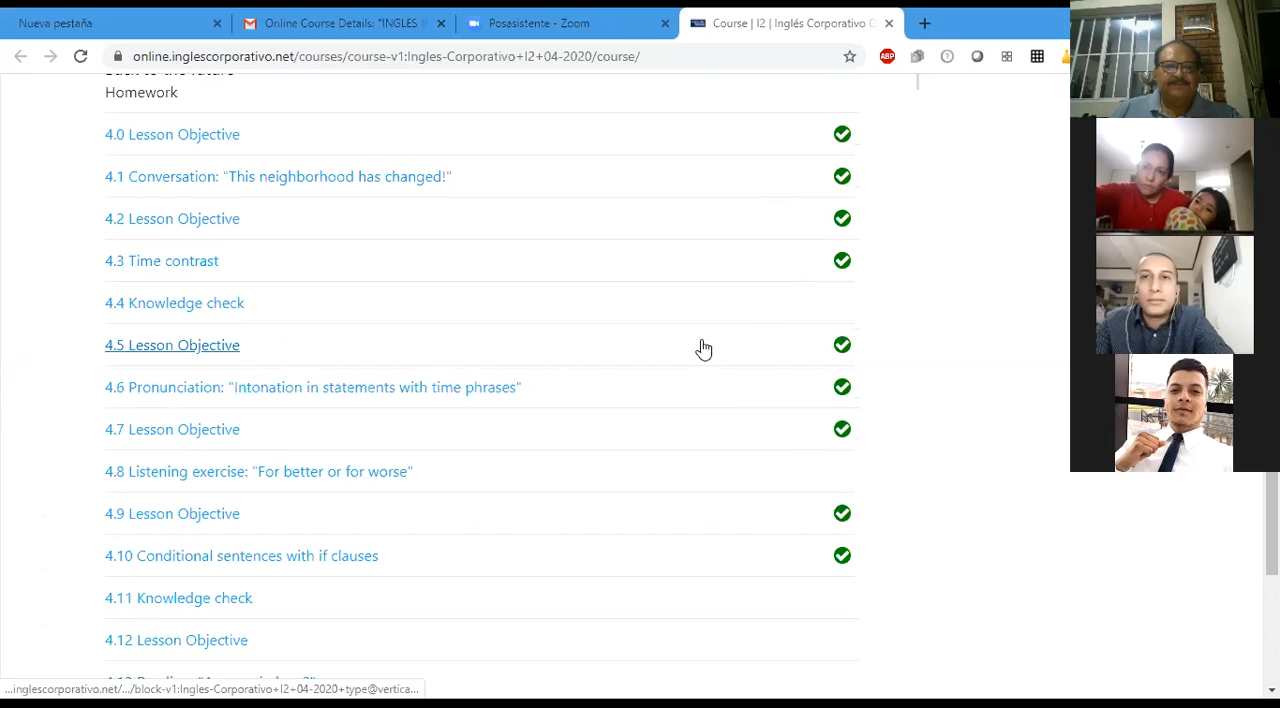 Nueva pestaña
Online Course Details: "INGLES I
Posasistente - Zoom
Course | I2 | Inglés Corporativo O
online.inglescorporativo.net/courses/course-v1:Ingles-Corporativo+I2+04-2020/course/
ABP
Back to the future
Homework
4.0 Lesson Objective
4.1 Conversation: "This neighborhood has changed!"
4.2 Lesson Objective
4.3 Time contrast
4.4 Knowledge check
4.5 Lesson Objective
4.6 Pronunciation: "Intonation in statements with time phrases"
4.7 Lesson Objective
4.8 Listening exercise: "For better or for worse"
4.9 Lesson Objective
4.10 Conditional sentences with if clauses
4.11 Knowledge check
4.12 Lesson Objective
...inglescorporativo.net/.../block-v1:Ingles-Corporativo+I2+04-2020+type@vertica...